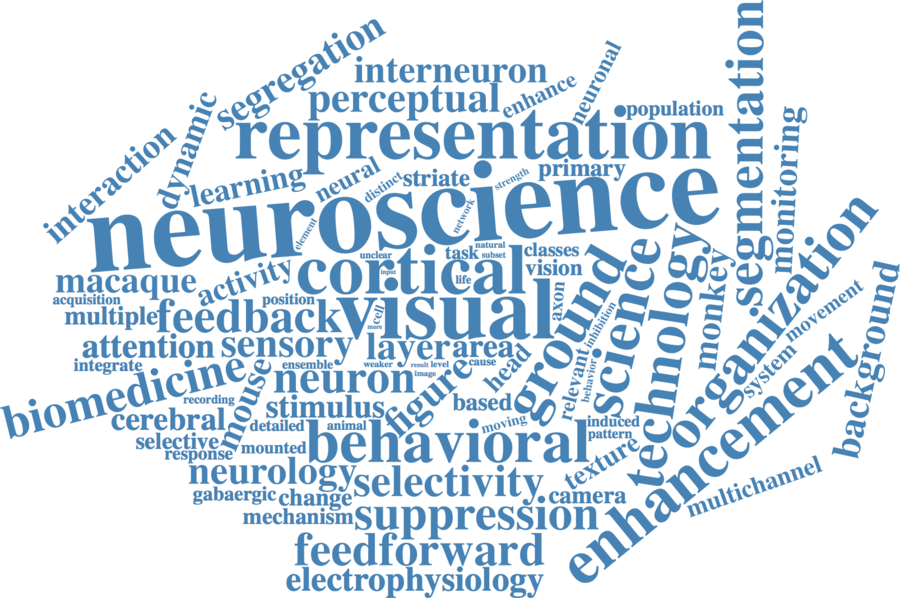 segregation
interneuron
perceptual
enhance
neuronal
population
segmentation
monitoring
dynamic
interaction
representation
learning
neural
distinct
striate
strength
primary
neuroscience
element
network
unclear
input
task
natural
subset
classes
life
vision
cortical
macaque
activity
acquisition
position
multiple
feedback
visual
cell
more
axon
inhibition
ground
science
technology
monkey
organization
movement
system
background
attention
sensory
layer
area
integrate
ensemble
weaker
result
level
image
cause
head
relevant
behavior
biomedicine
recording
mouse
neuron
figure
based
stimulus
cerebral
detailed
animal
moving
induced
pattern
selective
response
mounted
behavioral
texture
enhancement
multichannel
neurology
selectivity
camera
gabaergic
change
mechanism
suppression
feedforward
electrophysiology